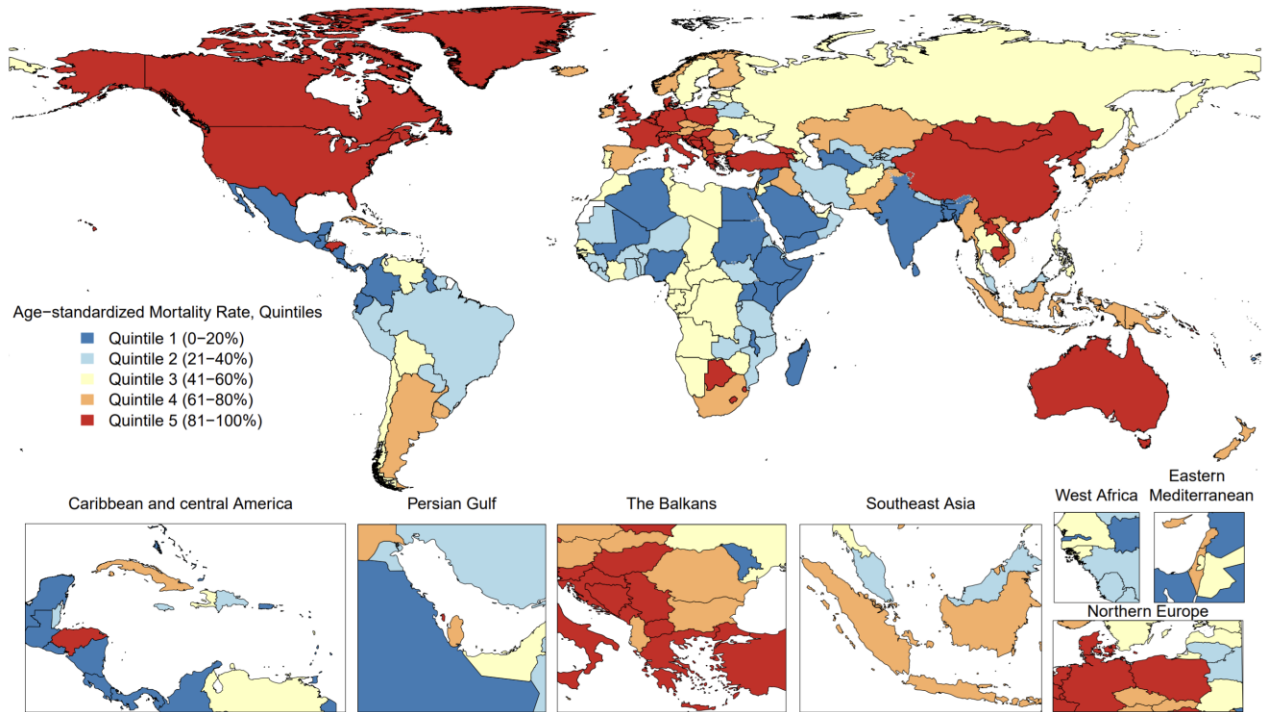 Age−standardized Mortality Rate, Quintiles
Quintile 1 (0−20%)
Quintile 2 (21−40%)
Quintile 3 (41−60%)
Quintile 4 (61−80%)
Quintile 5 (81−100%)
Caribbean and central America
Persian Gulf
The Balkans
Southeast Asia
West Africa
Eastern
Mediterranean
Northern Europe